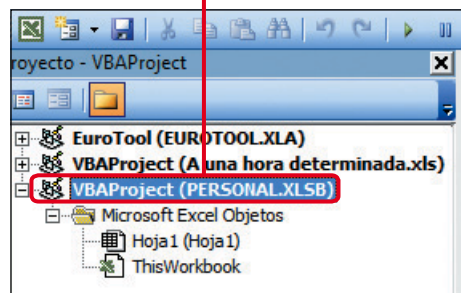 royecto - VBAProject
EuroTool (EUROTOOL.XLA)
VBAProject (A una hora determinada.xls)
VBAProject (PERSONAL.XLSB)
Microsoft Excel Objetos
Hoja1 (Hoja1)
ThisWorkbook